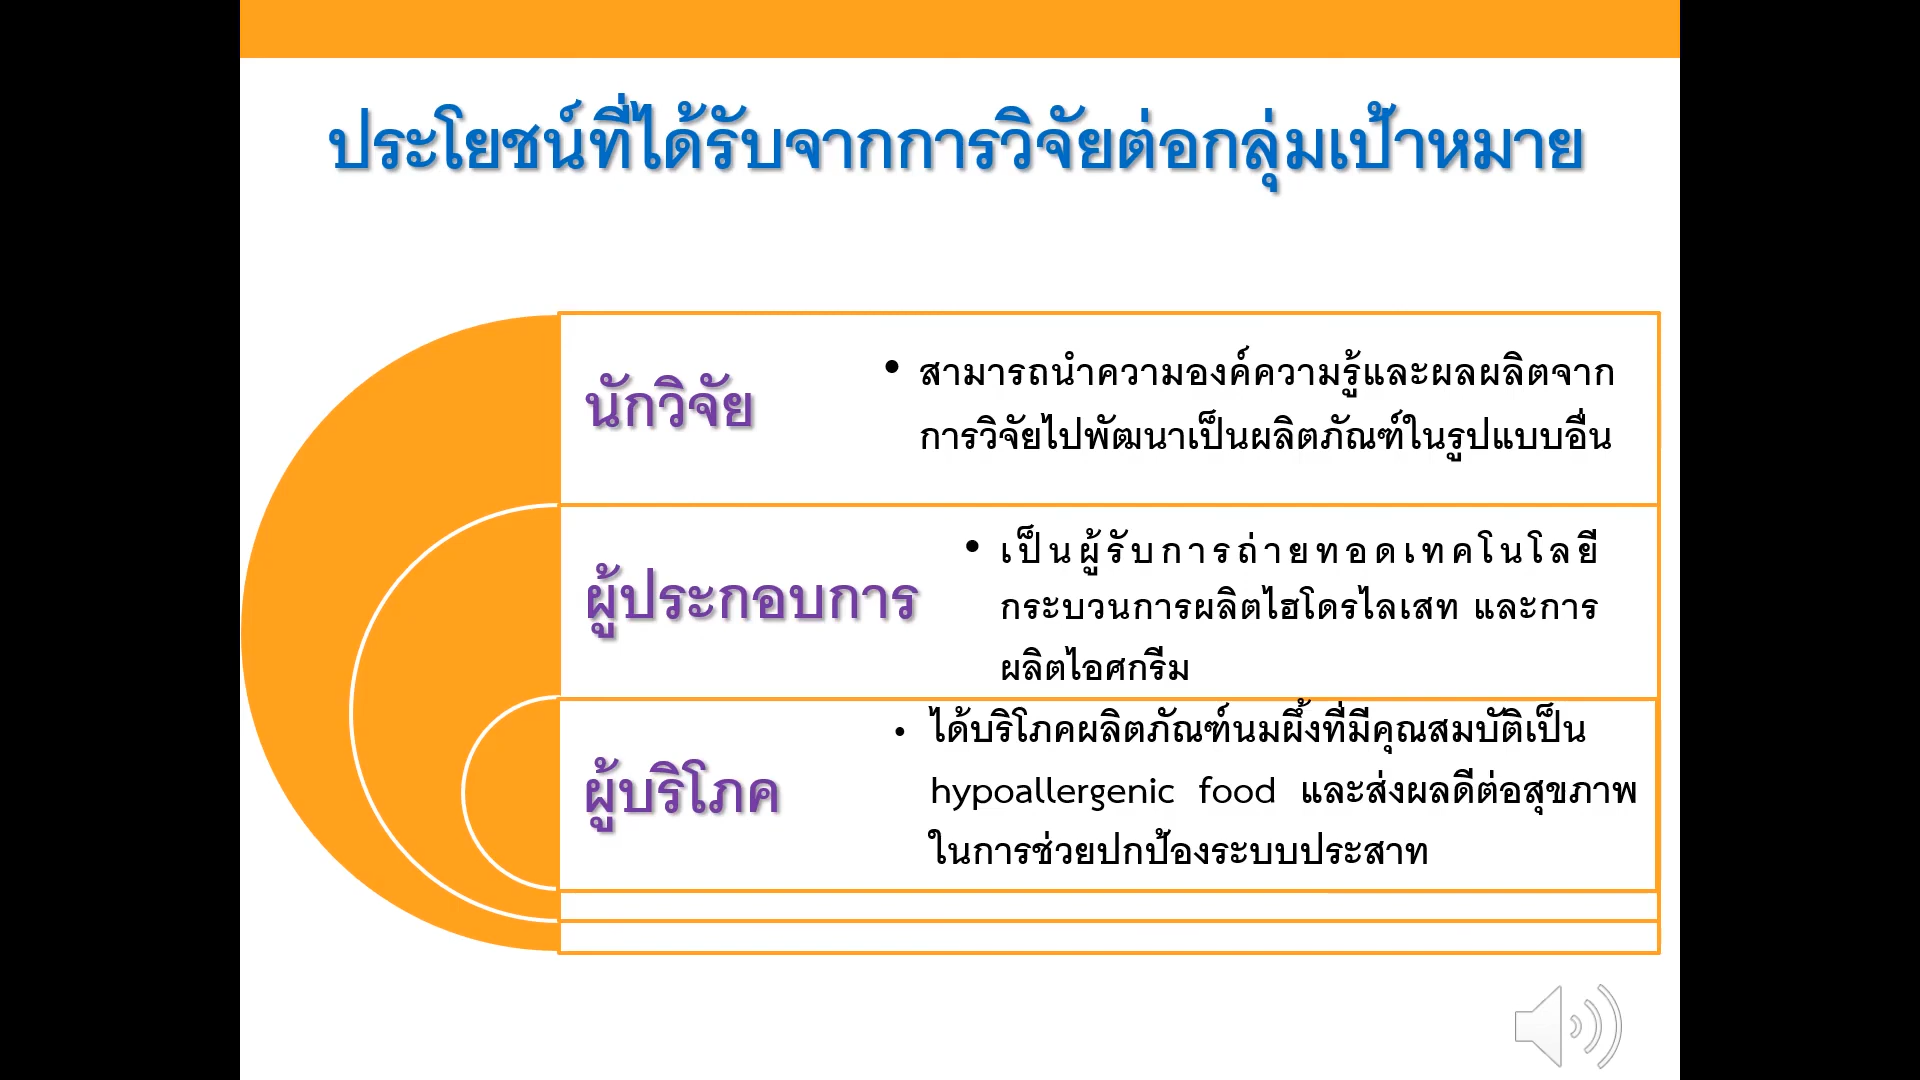 ประโยชน์ที่ได้รับจากการวิจัยต่อกลุ่มเป้าหมาย
นักวิจัย
• สามารถนำความองค์ความรู้และผลผลิตจาก
การวิจัยไปพัฒนาเป็นผลิตภัณฑ์ในรูปแบบอื่น
ผู้ประกอบการ
• เป็นผู้รับการถ่ายทอดเทคโนโลยี
กระบวนการผลิตไฮโดรไลเสท และการ
ผลิตไอศกรีม
ผู้บริโภค
• ได้บริโภคผลิตภัณฑ์นมผึ้งที่มีคุณสมบัติเป็น
hypoallergenic food และส่งผลดีต่อสุขภาพ
ในการช่วยปกป้องระบบประสาท